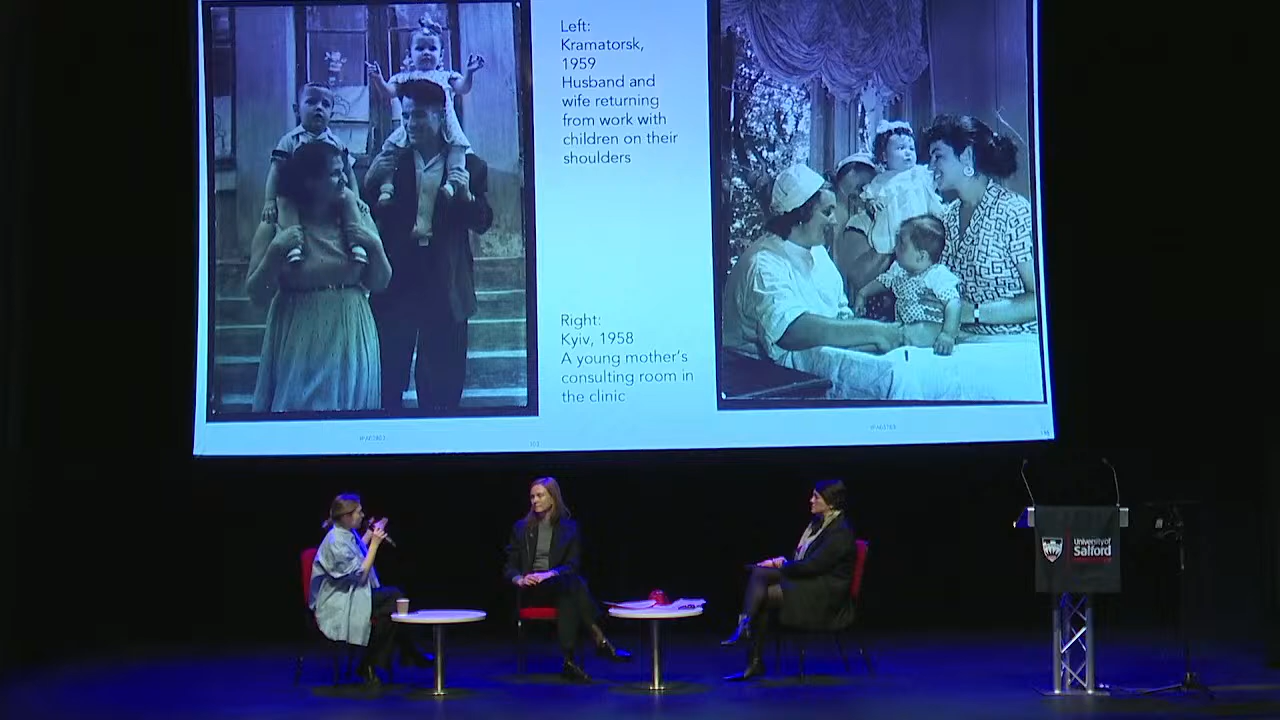 Left:
Kramatorsk,
1959
Husband and
wife returning
from work with
children on their
shoulders
Right:
Kyiv, 1958
A young mother's
consulting room in
the clinic
University of
Salford